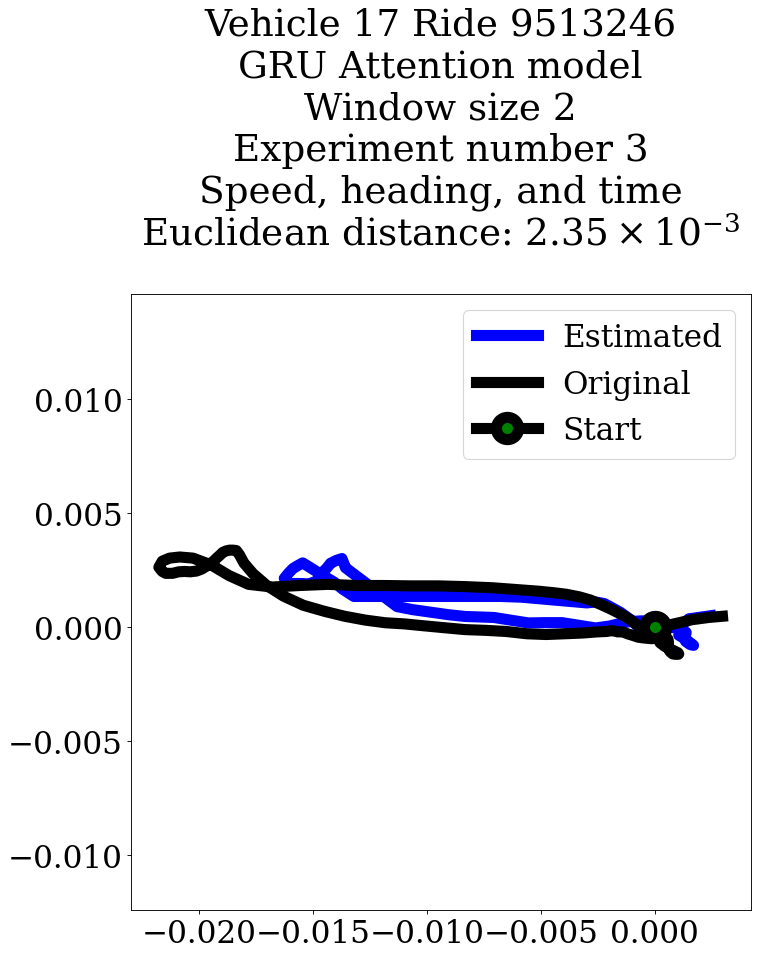 Vehicle 17 Ride 9513246
GRU Attention model
Window size 2
Experiment number 3
Speed, heading, and time
Euclidean distance: 2.35 × 10⁻³
Estimated
Original
Start
0.010
0.005
0.000
−0.005
−0.010
−0.020 −0.015 −0.010 −0.005 0.000